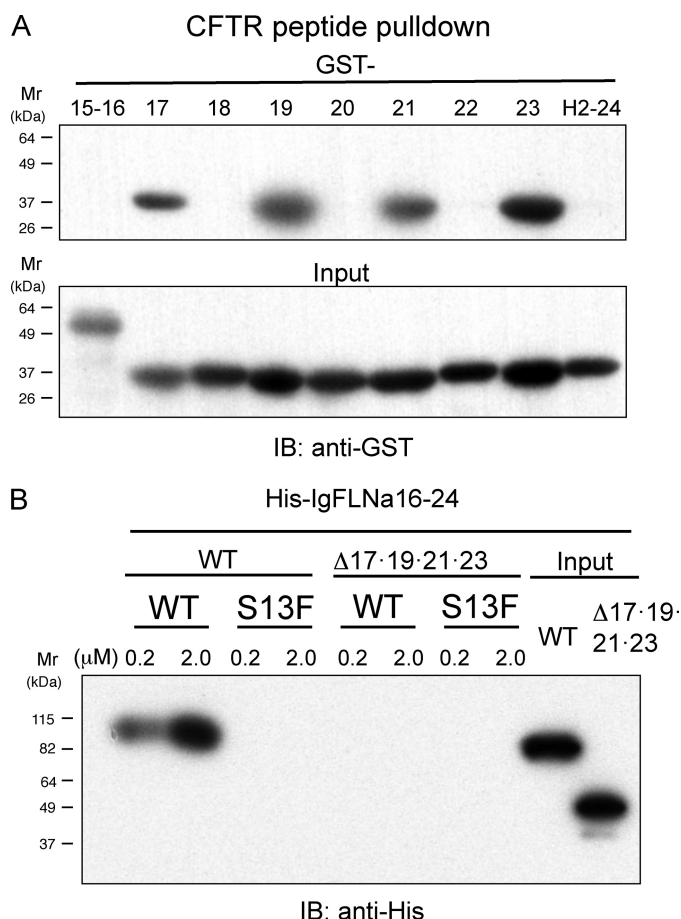 A CFTR peptide pulldown
GST-
Mr
(kDa) 15-16 17 18 19 20 21 22 23 H2-24
64
49
37
26
Mr
(kDa) Input
64
49
37
26
IB: anti-GST
B His-IgFLNa16-24
WT Δ17·19·21·23 Input
WT S13F WT S13F WT Δ17·19·
21·23
Mr (μM) 0.2 2.0 0.2 2.0 0.2 2.0 0.2 2.0
(kDa)
115
82
64
49
37
IB: anti-His